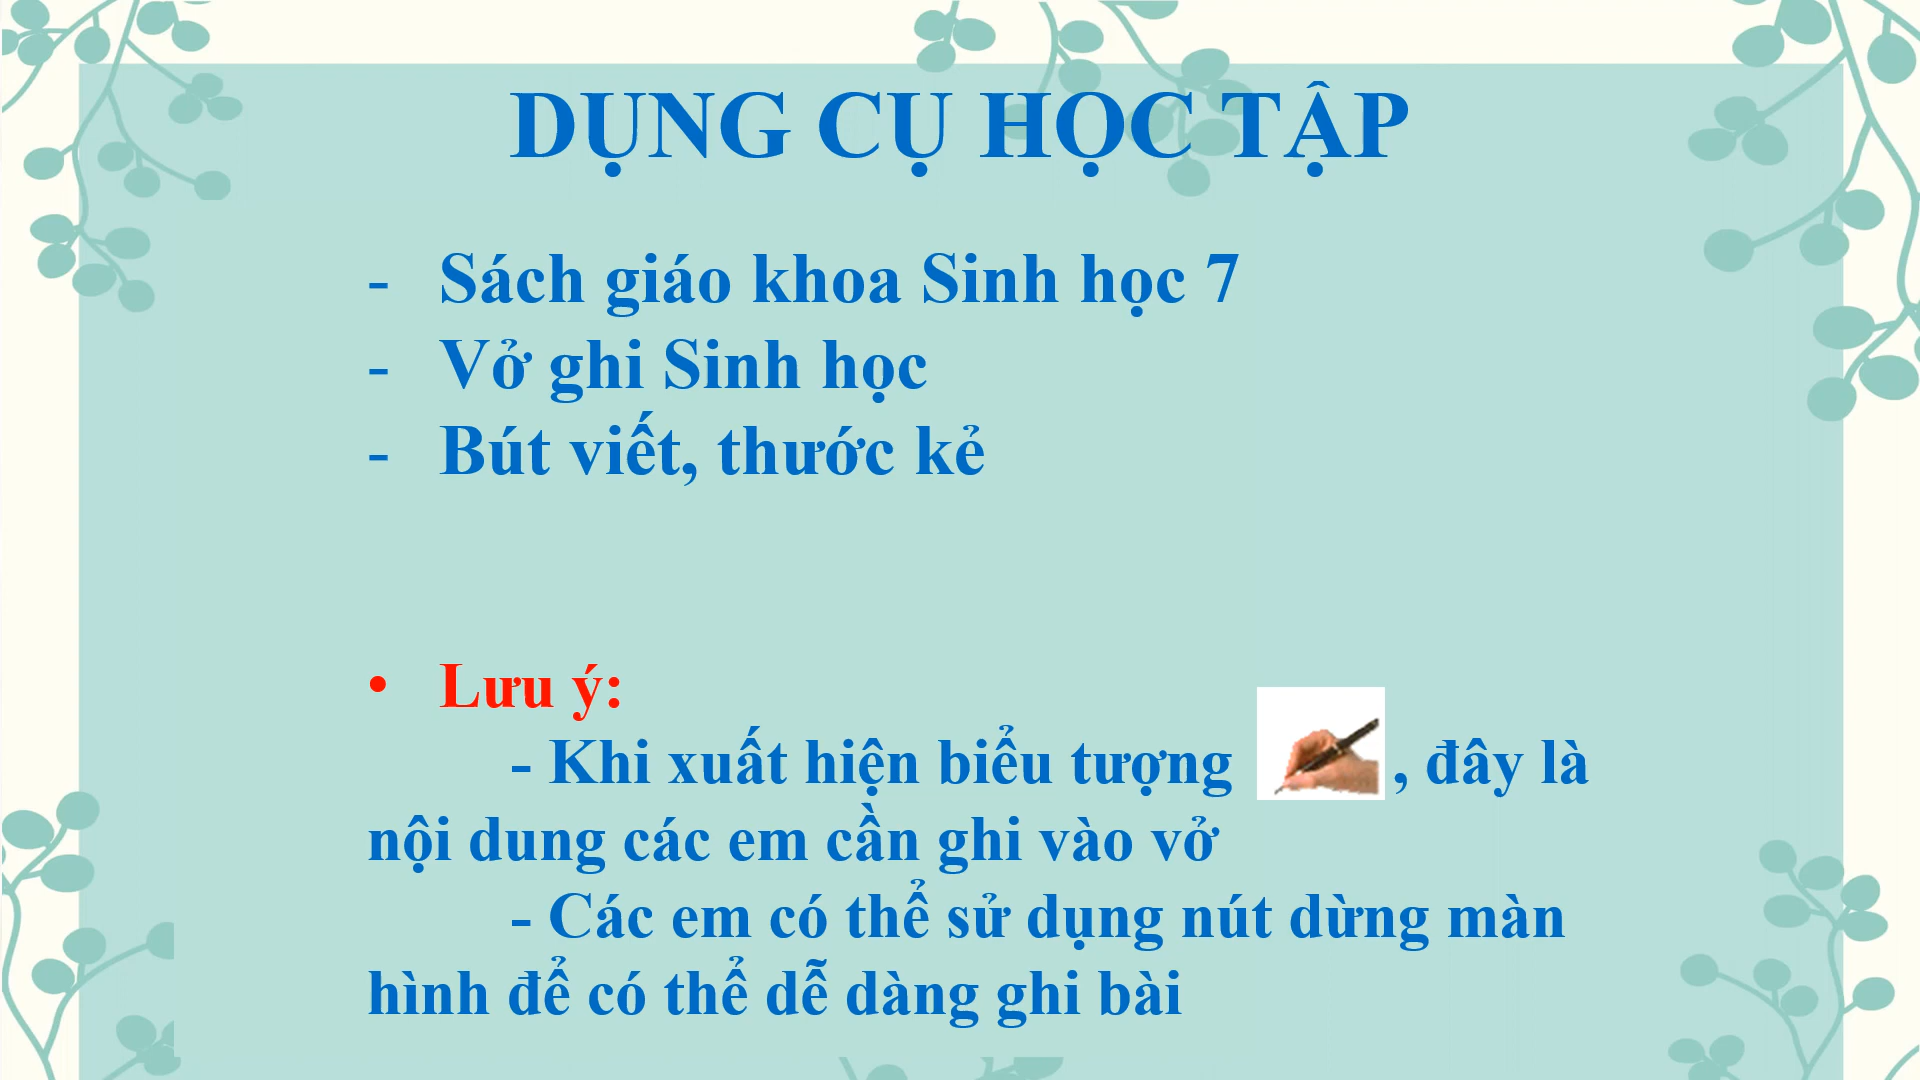 DỤNG CỤ HỌC TẬP
- Sách giáo khoa Sinh học 7
- Vở ghi Sinh học
- Bút viết, thước kẻ
• Lưu ý:
- Khi xuất hiện biểu tượng , đây là
nội dung các em cần ghi vào vở
- Các em có thể sử dụng nút dừng màn
hình để có thể dễ dàng ghi bài